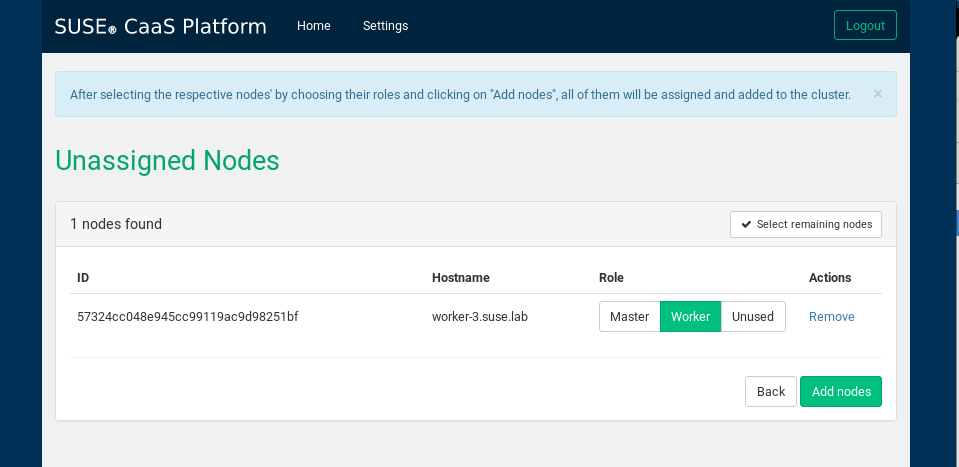 SUSE® CaaS Platform Home Settings Logout
After selecting the respective nodes' by choosing their roles and clicking on "Add nodes", all of them will be assigned and added to the cluster. ×
Unassigned Nodes
1 nodes found ✔ Select remaining nodes
ID Hostname Role Actions
57324cc048e945cc99119ac9d98251bf worker-3.suse.lab Master Worker Unused Remove
Back Add nodes